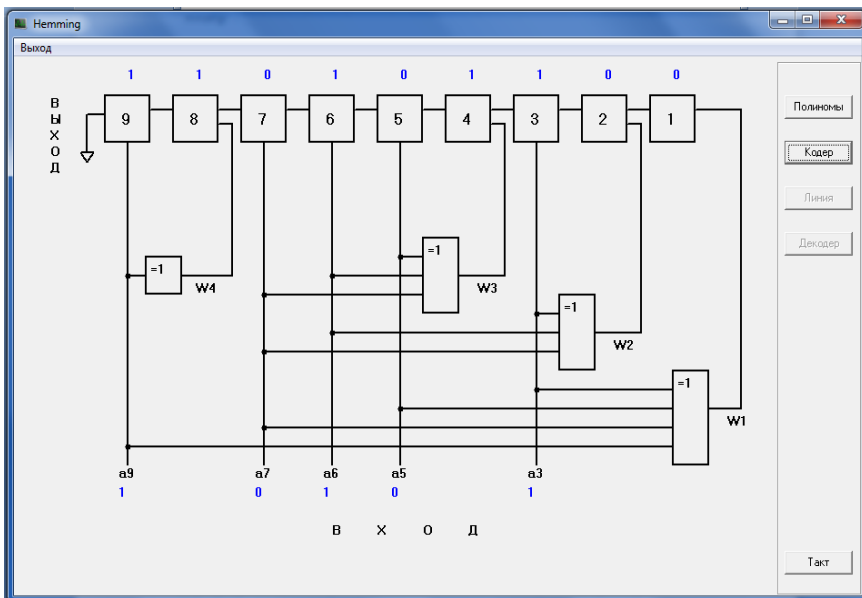 Hemming
Выход
1 1 0 1 0 1 1 0 0
ВЫХОД
9 8 7 6 5 4 3 2 1
Полиномы
Кодер
Линия
Декодер
=1
W3
=1
W4
=1
W2
=1
W1
a9 a7 a6 a5 a3
1 0 1 0 1
В Х О Д
Такт